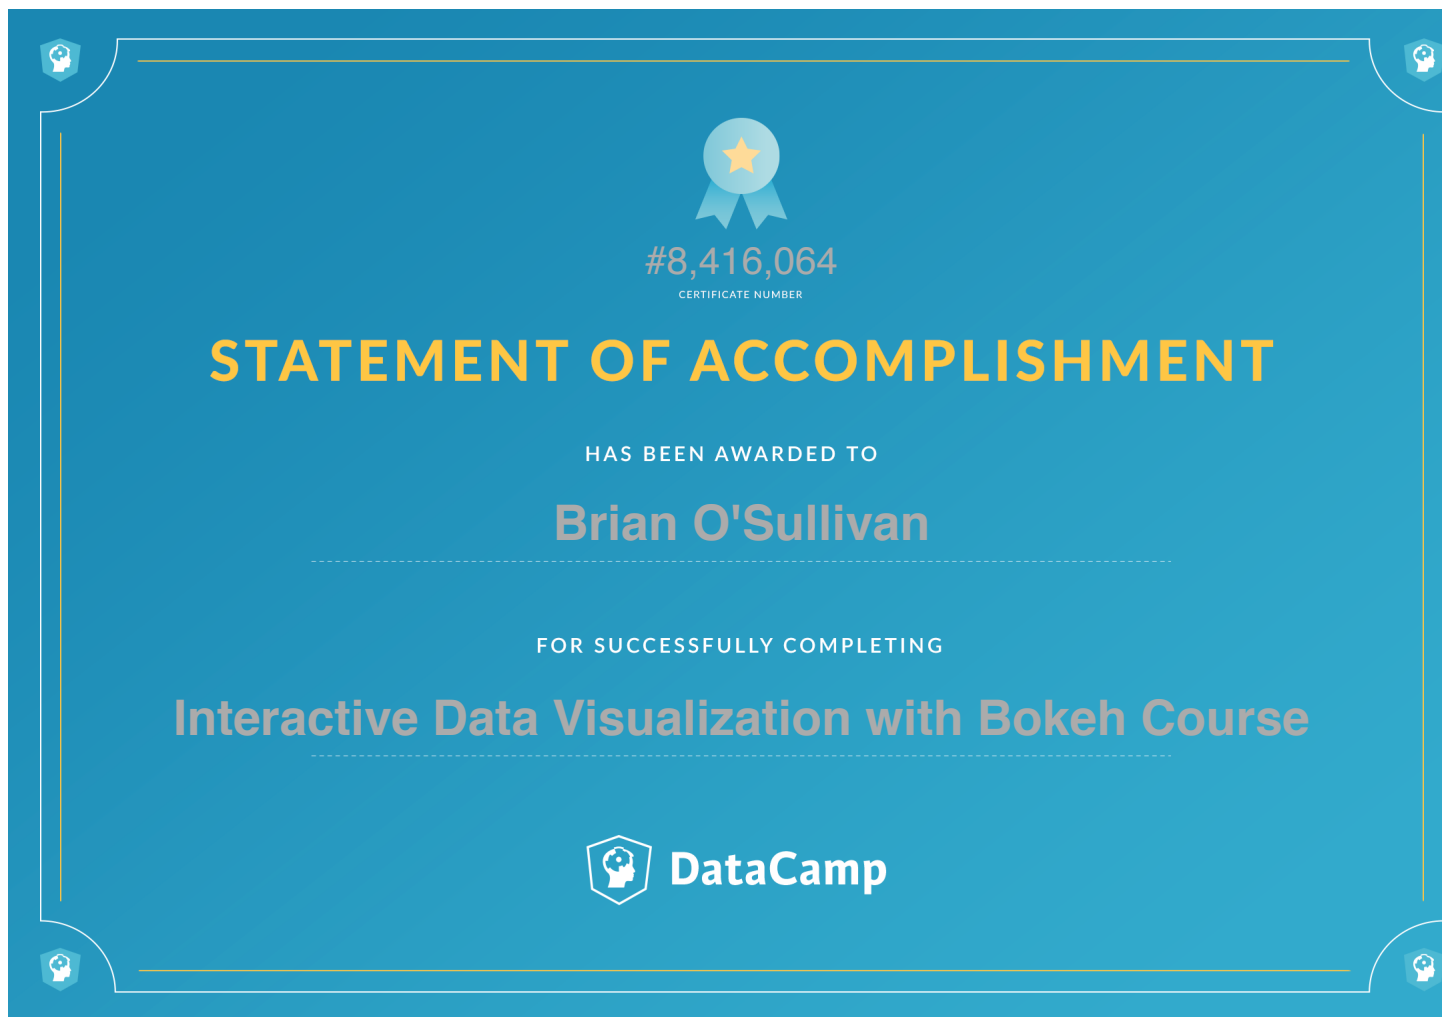 #8,416,064
CERTIFICATE NUMBER
STATEMENT OF ACCOMPLISHMENT
HAS BEEN AWARDED TO
Brian O'Sullivan
FOR SUCCESSFULLY COMPLETING
Interactive Data Visualization with Bokeh Course
DataCamp